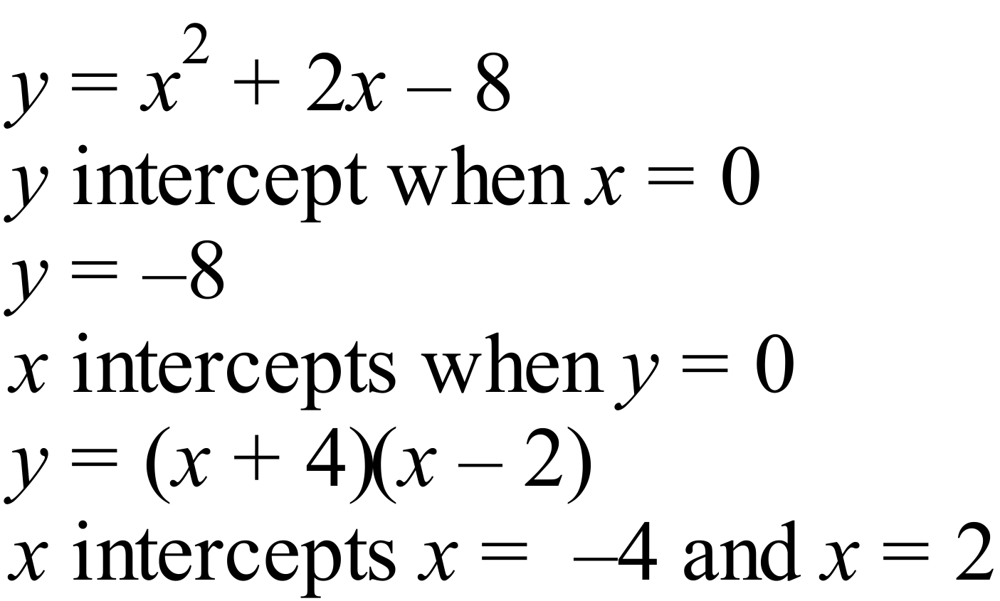 y = x² + 2x – 8
y intercept when x = 0
y = –8
x intercepts when y = 0
y = (x + 4)(x – 2)
x intercepts x = –4 and x = 2